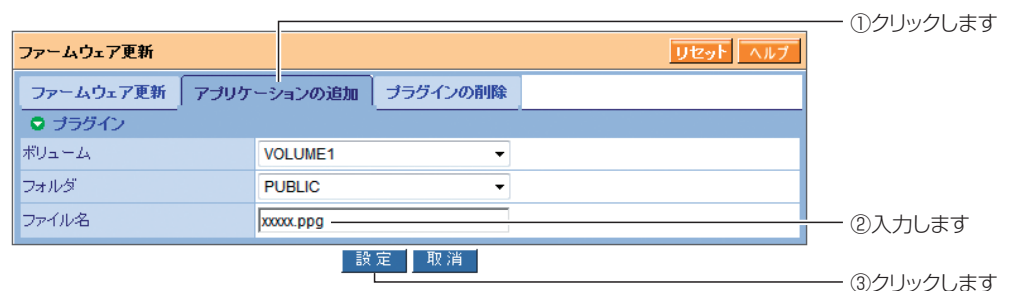 ①クリックします
ファームウェア更新 リセット ヘルプ
ファームウェア更新 アプリケーションの追加 プラグインの削除
プラグイン
ボリューム VOLUME1
フォルダ PUBLIC
ファイル名 xxxxx.ppg ②入力します
設定 取消
③クリックします